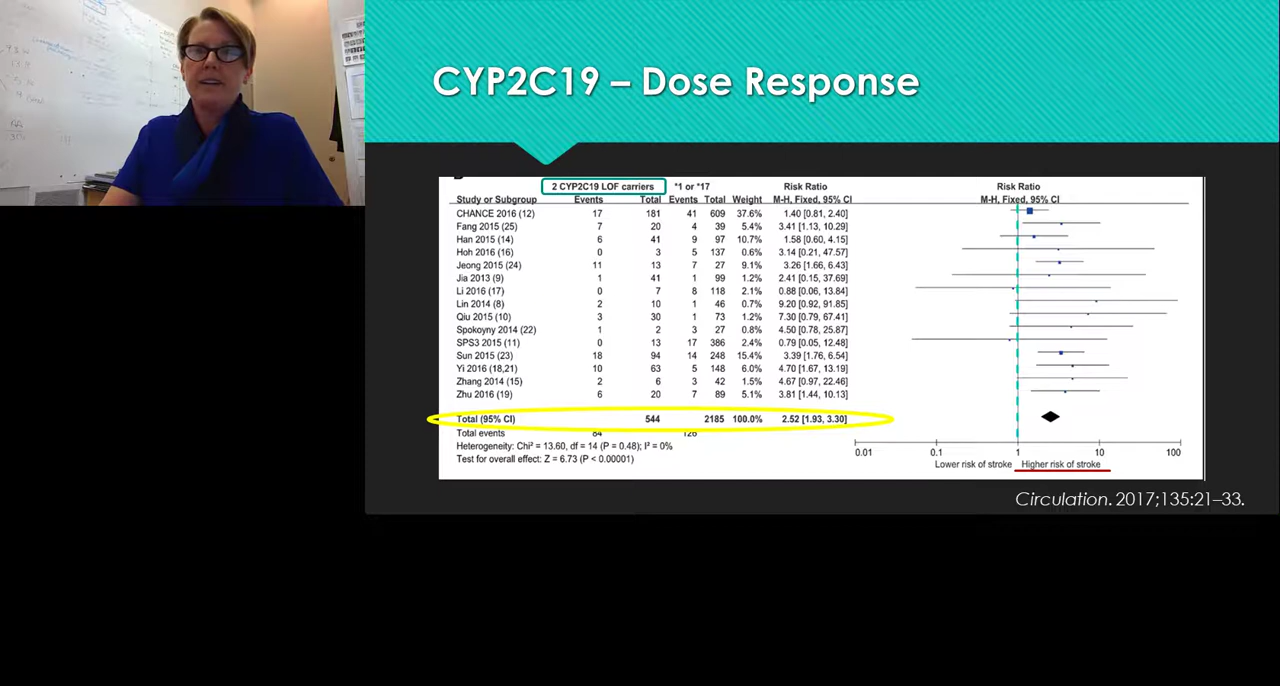 CYP2C19 – Dose Response
2 CYP2C19 LOF carriers *1 or *17 Risk Ratio Risk Ratio
Study or Subgroup Events Total Events Total Weight M-H, Fixed, 95% CI M-H, Fixed, 95% CI
CHANCE 2016 (12) 17 181 41 609 37.6% 1.40 [0.81, 2.40]
Fang 2015 (25) 7 20 4 39 5.4% 3.41 [1.13, 10.29]
Han 2015 (14) 6 41 9 97 10.7% 1.58 [0.60, 4.15]
Hoh 2016 (16) 0 3 5 137 0.6% 3.14 [0.21, 47.57]
Jeong 2015 (24) 11 13 7 27 9.1% 3.26 [1.66, 6.43]
Jia 2013 (9) 1 41 1 99 1.2% 2.41 [0.15, 37.69]
Li 2016 (17) 0 7 8 118 2.1% 0.88 [0.06, 13.84]
Lin 2014 (8) 2 10 1 46 0.7% 9.20 [0.92, 91.85]
Qiu 2015 (10) 3 30 1 73 1.2% 7.30 [0.79, 67.41]
Spokoyny 2014 (22) 1 2 3 27 0.8% 4.50 [0.78, 25.87]
SPS3 2015 (11) 0 13 17 386 2.4% 0.79 [0.05, 12.48]
Sun 2015 (23) 18 94 14 248 15.4% 3.39 [1.76, 6.54]
Yi 2016 (18,21) 10 63 5 148 6.0% 4.70 [1.67, 13.19]
Zhang 2014 (15) 2 6 3 42 1.5% 4.67 [0.97, 22.46]
Zhu 2016 (19) 6 20 7 89 5.1% 3.81 [1.44, 10.13]
Total (95% CI) 544 2185 100.0% 2.52 [1.93, 3.30]
Total events 84 126
Heterogeneity: Chi² = 13.60, df = 14 (P = 0.48); I² = 0%
Test for overall effect: Z = 6.73 (P < 0.00001)
0.01 0.1 1 10 100
Lower risk of stroke Higher risk of stroke
Circulation. 2017;135:21–33.